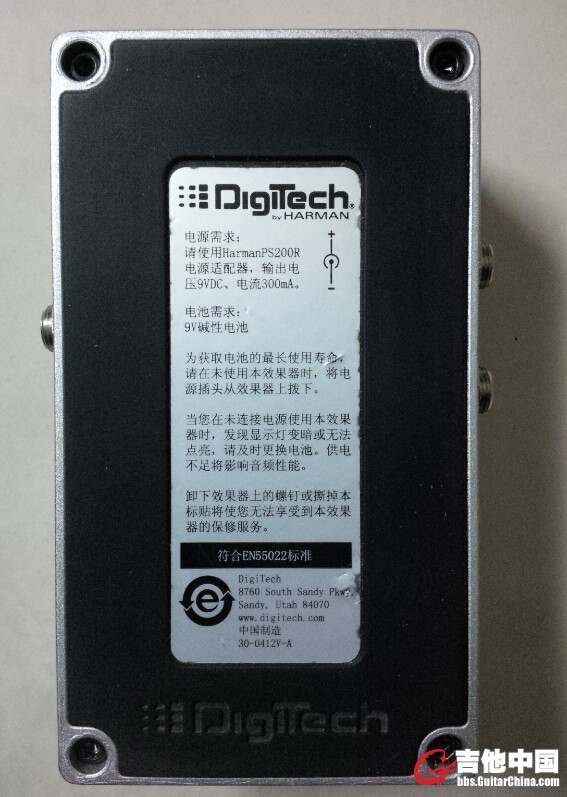 DigiTech®
by HARMAN
电源需求:
请使用HarmanPS200R
电源适配器，输出电
压9VDC、电流300mA。
+
-
电池需求:
9V碱性电池
为获取电池的最长使用寿命，
请在未使用本效果器时，将电
源插头从效果器上拨下。
当您在未连接电源使用本效果
器时，发现显示灯变暗或无法
点亮，请及时更换电池。供电
不足将影响音频性能。
卸下效果器上的螺钉或撕掉本
标贴将使您无法享受到本效果
器的保修服务。
符合EN55022标准
e
DigiTech
8760 South Sandy Pkwy,
Sandy, Utah 84070
www.digitech.com
中国制造
30-0412V-A
DigiTech
吉他中国
bbs.GuitarChina.com